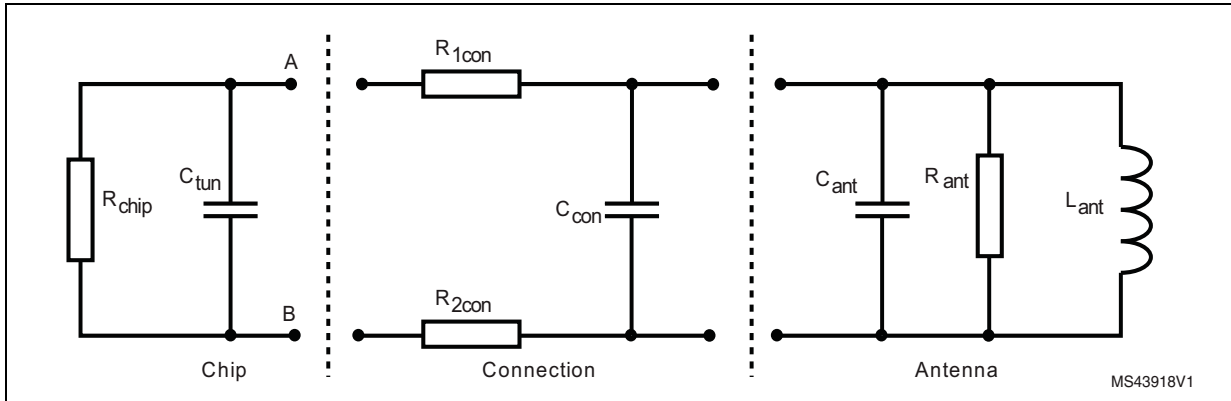 A
R1con
Rchip
Ctun
Ccon
Cant
Rant
Lant
B
R2con
Chip
Connection
Antenna
MS43918V1